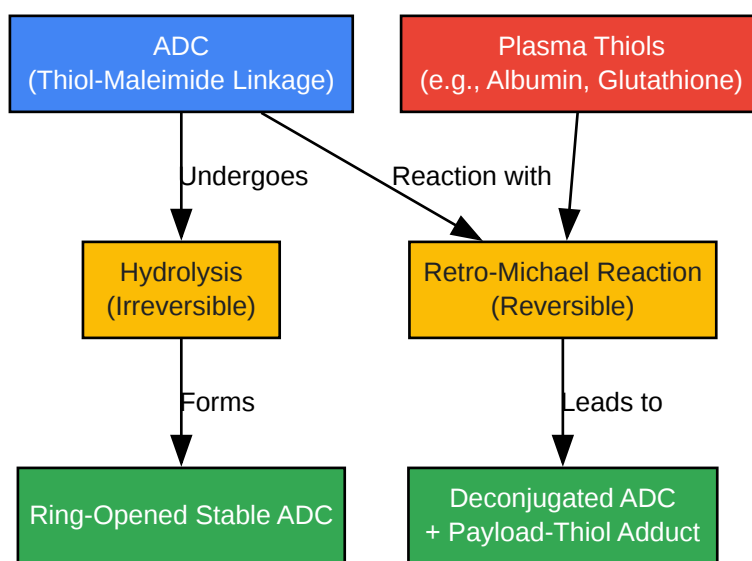 ADC
(Thiol-Maleimide Linkage)
Plasma Thiols
(e.g., Albumin, Glutathione)
Undergoes
Reaction with
Hydrolysis
(Irreversible)
Retro-Michael Reaction
(Reversible)
Forms
Leads to
Ring-Opened Stable ADC
Deconjugated ADC
+ Payload-Thiol Adduct